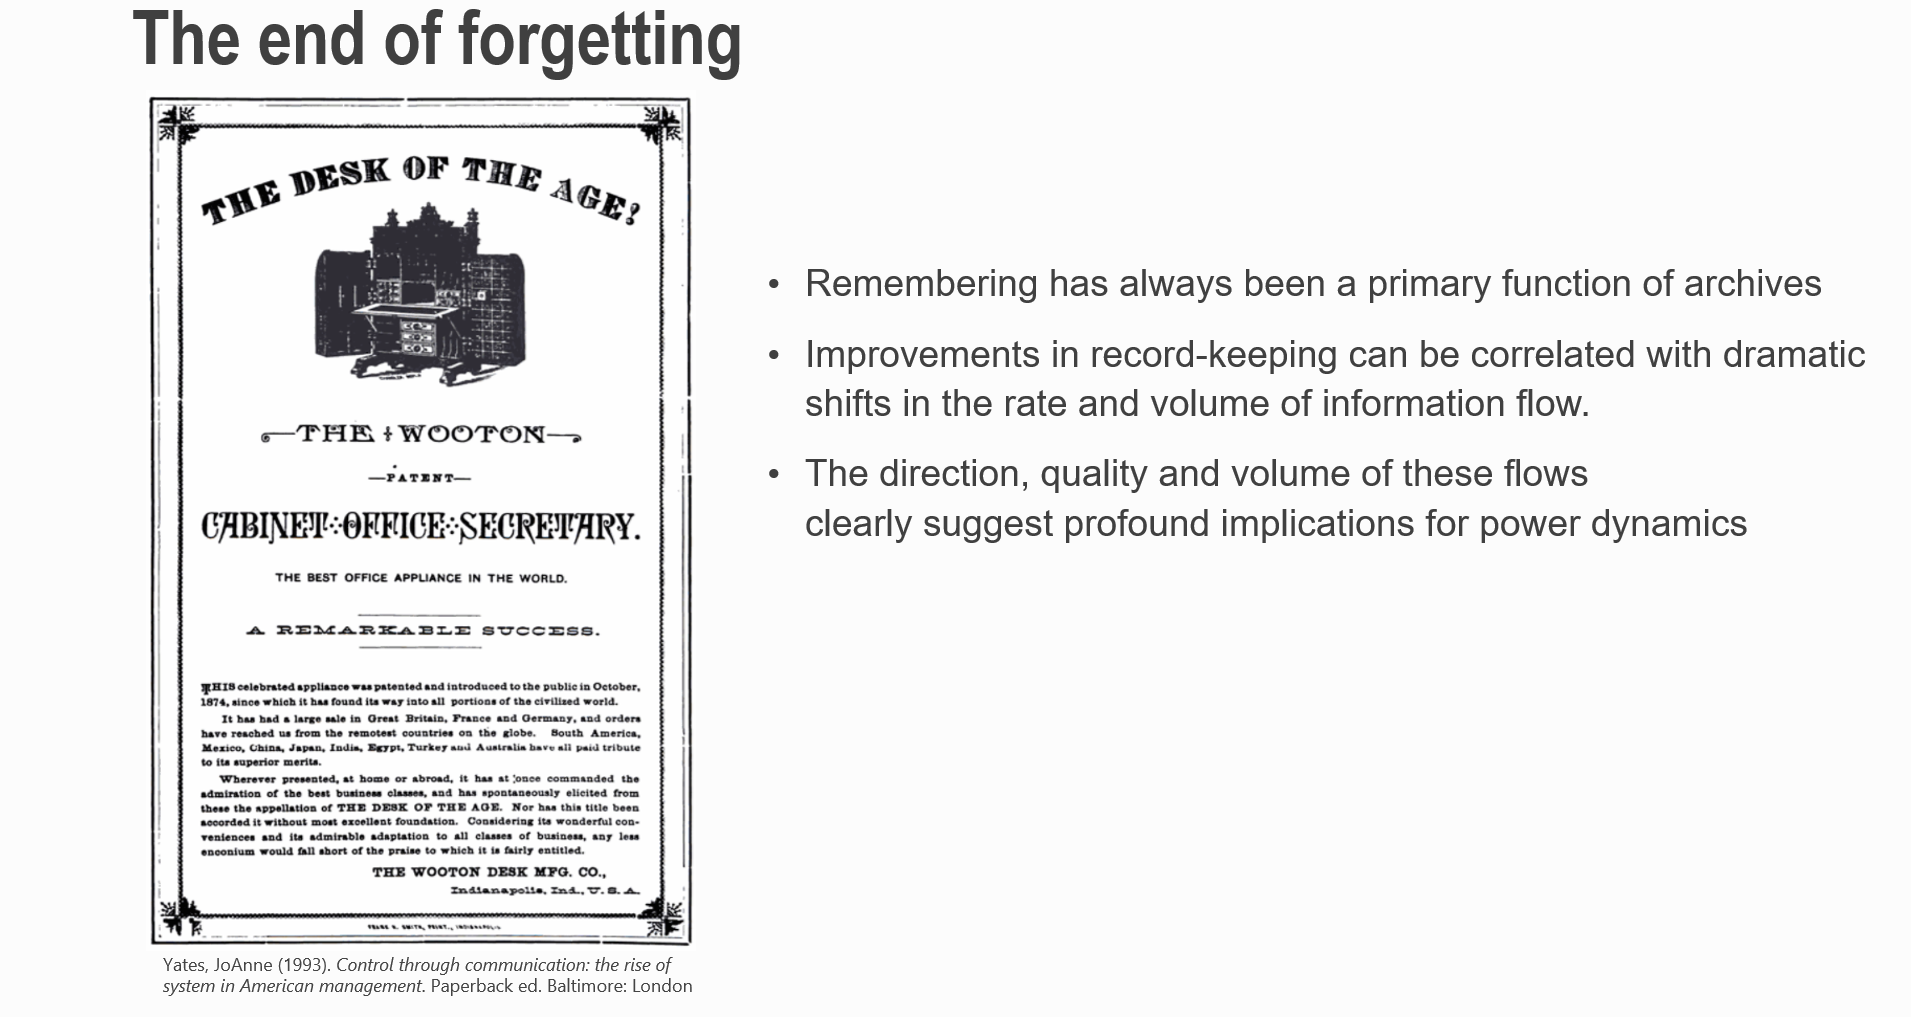 The end of forgetting
THE DESK OF THE AGE!
THE WOOTON
—PATENT—
CABINET OFFICE SECRETARY.
THE BEST OFFICE APPLIANCE IN THE WORLD.
A REMARKABLE SUCCESS.
THIS celebrated appliance was patented and introduced to the public in October,
1874, since which it has found its way into all portions of the civilized world.
It has had a large sale in Great Britain, France and Germany, and orders
have reached us from the remotest countries on the globe. South America,
Mexico, China, Japan, India, Egypt, Turkey and Australia have all paid tribute
to its superior merits.
Wherever presented, at home or abroad, it has at once commanded the
admiration of the best business classes, and has spontaneously elicited from
these the appellation of THE DESK OF THE AGE. Nor has this title been
accorded it without most excellent foundation. Considering its wonderful con-
veniences and its admirable adaptation to all classes of business, any less
enconium would fall short of the praise to which it is fairly entitled.
THE WOOTON DESK MFG. CO.,
Indianapolis, Ind., U. S. A.
SMITH, PRINT., INDIANAPOLIS
Yates, JoAnne (1993). Control through communication: the rise of
system in American management. Paperback ed. Baltimore: London
• Remembering has always been a primary function of archives
• Improvements in record-keeping can be correlated with dramatic
shifts in the rate and volume of information flow.
• The direction, quality and volume of these flows
clearly suggest profound implications for power dynamics